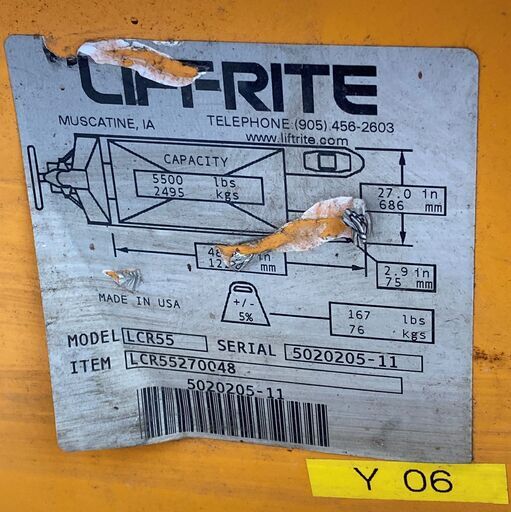 LIFT-RITE
MUSCATINE, IA
TELEPHONE (905) 456-2603
www.liftrite.com
CAPACITY
5500 lbs
2495 kgs
27.0 in
686 mm
in
mm
2.9 in
75 mm
MADE IN USA
+/-
5%
167 lbs
76 kgs
MODEL LCR55 SERIAL 5020205-11
ITEM LCR55270048
5020205-11
Y 06